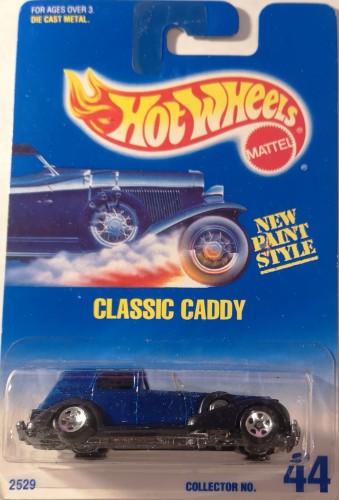 FOR AGES OVER 3.
DIE CAST METAL.
HOT WHEELS
MATTEL
NEW
PAINT
STYLE
CLASSIC CADDY
2529
COLLECTOR NO. 44